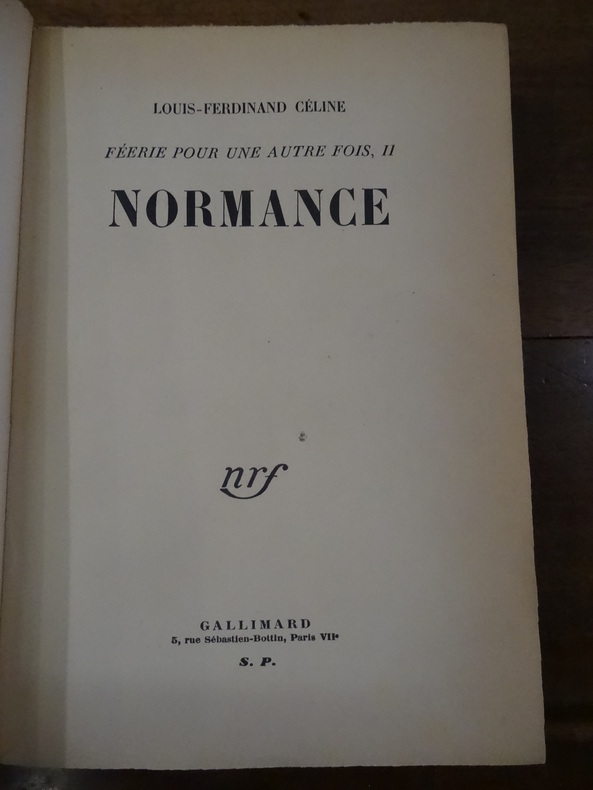 LOUIS-FERDINAND CÉLINE
FÉERIE POUR UNE AUTRE FOIS, II
NORMANCE
nrf
GALLIMARD
5, rue Sébastien-Bottin, Paris VIIᵉ
S. P.